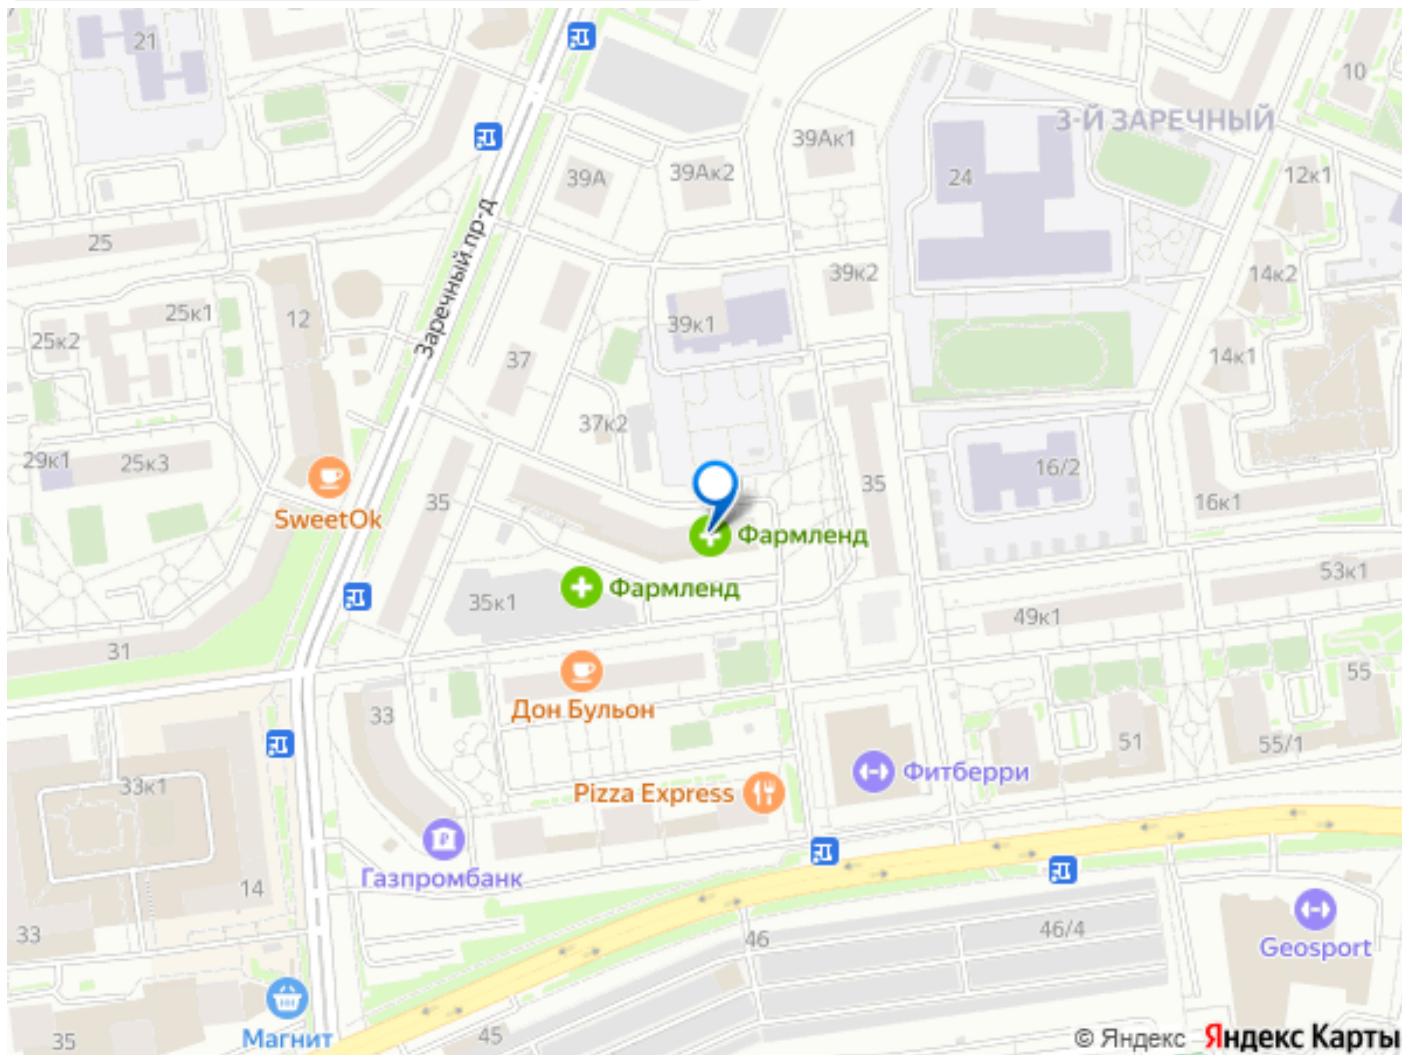 21
10
3-Й ЗАРЕЧНЫЙ
39Ак1
39А
39Ак2
24
12к1
25
Заречный пр-д
39к2
14к2
25к1
12
39к1
25к2
37
14к1
37к2
29к1
25к3
16/2
35
35
16к1
SweetOk
Фармленд
Фармленд
53к1
35к1
49к1
31
55
Дон Бульон
33
51
55/1
33к1
Фитберри
Pizza Express
Газпромбанк
14
33
46
46/4
Geosport
35
Магнит
45
© Яндекс Яндекс Карты